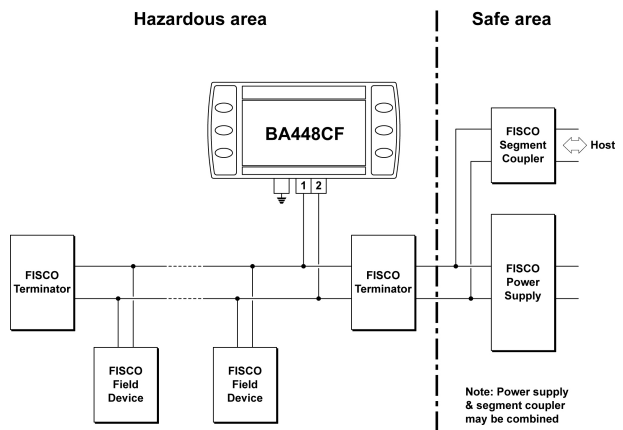 Hazardous area
Safe area
BA448CF
1 2
FISCO
Segment
Coupler
Host
FISCO
Terminator
FISCO
Terminator
FISCO
Power
Supply
FISCO
Field
Device
FISCO
Field
Device
Note: Power supply
& segment coupler
may be combined